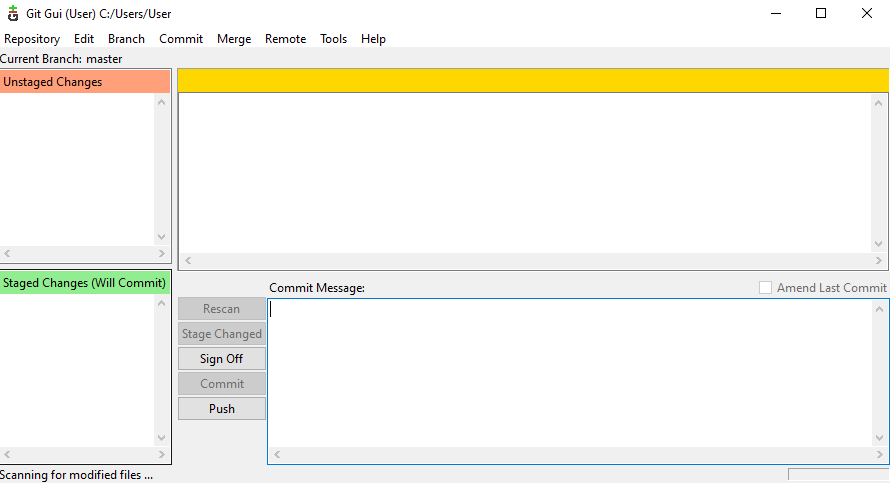 Git Gui (User) C:/Users/User
Repository Edit Branch Commit Merge Remote Tools Help
Current Branch: master
Unstaged Changes
Staged Changes (Will Commit)
Commit Message:
Amend Last Commit
Rescan
Stage Changed
Sign Off
Commit
Push
Scanning for modified files ...